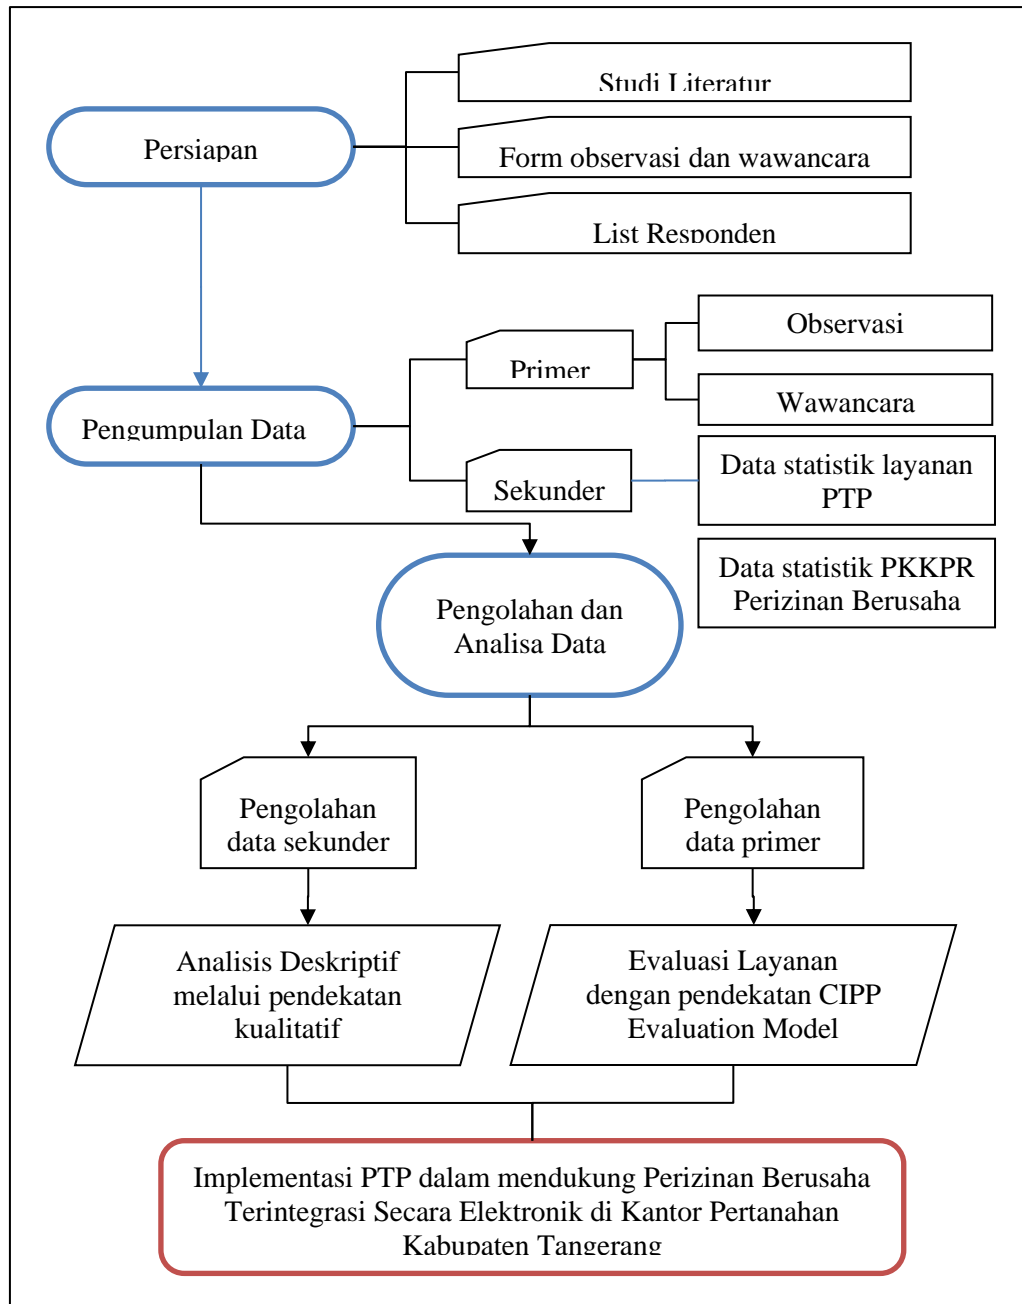 Studi Literatur
Persiapan
Form observasi dan wawancara
List Responden
Observasi
Primer
Wawancara
Pengumpulan Data
Sekunder
Data statistik layanan
PTP
Data statistik PKKPR
Perizinan Berusaha
Pengolahan dan
Analisa Data
Pengolahan
data sekunder
Pengolahan
data primer
Analisis Deskriptif
melalui pendekatan
kualitatif
Evaluasi Layanan
dengan pendekatan CIPP
Evaluation Model
Implementasi PTP dalam mendukung Perizinan Berusaha
Terintegrasi Secara Elektronik di Kantor Pertanahan
Kabupaten Tangerang